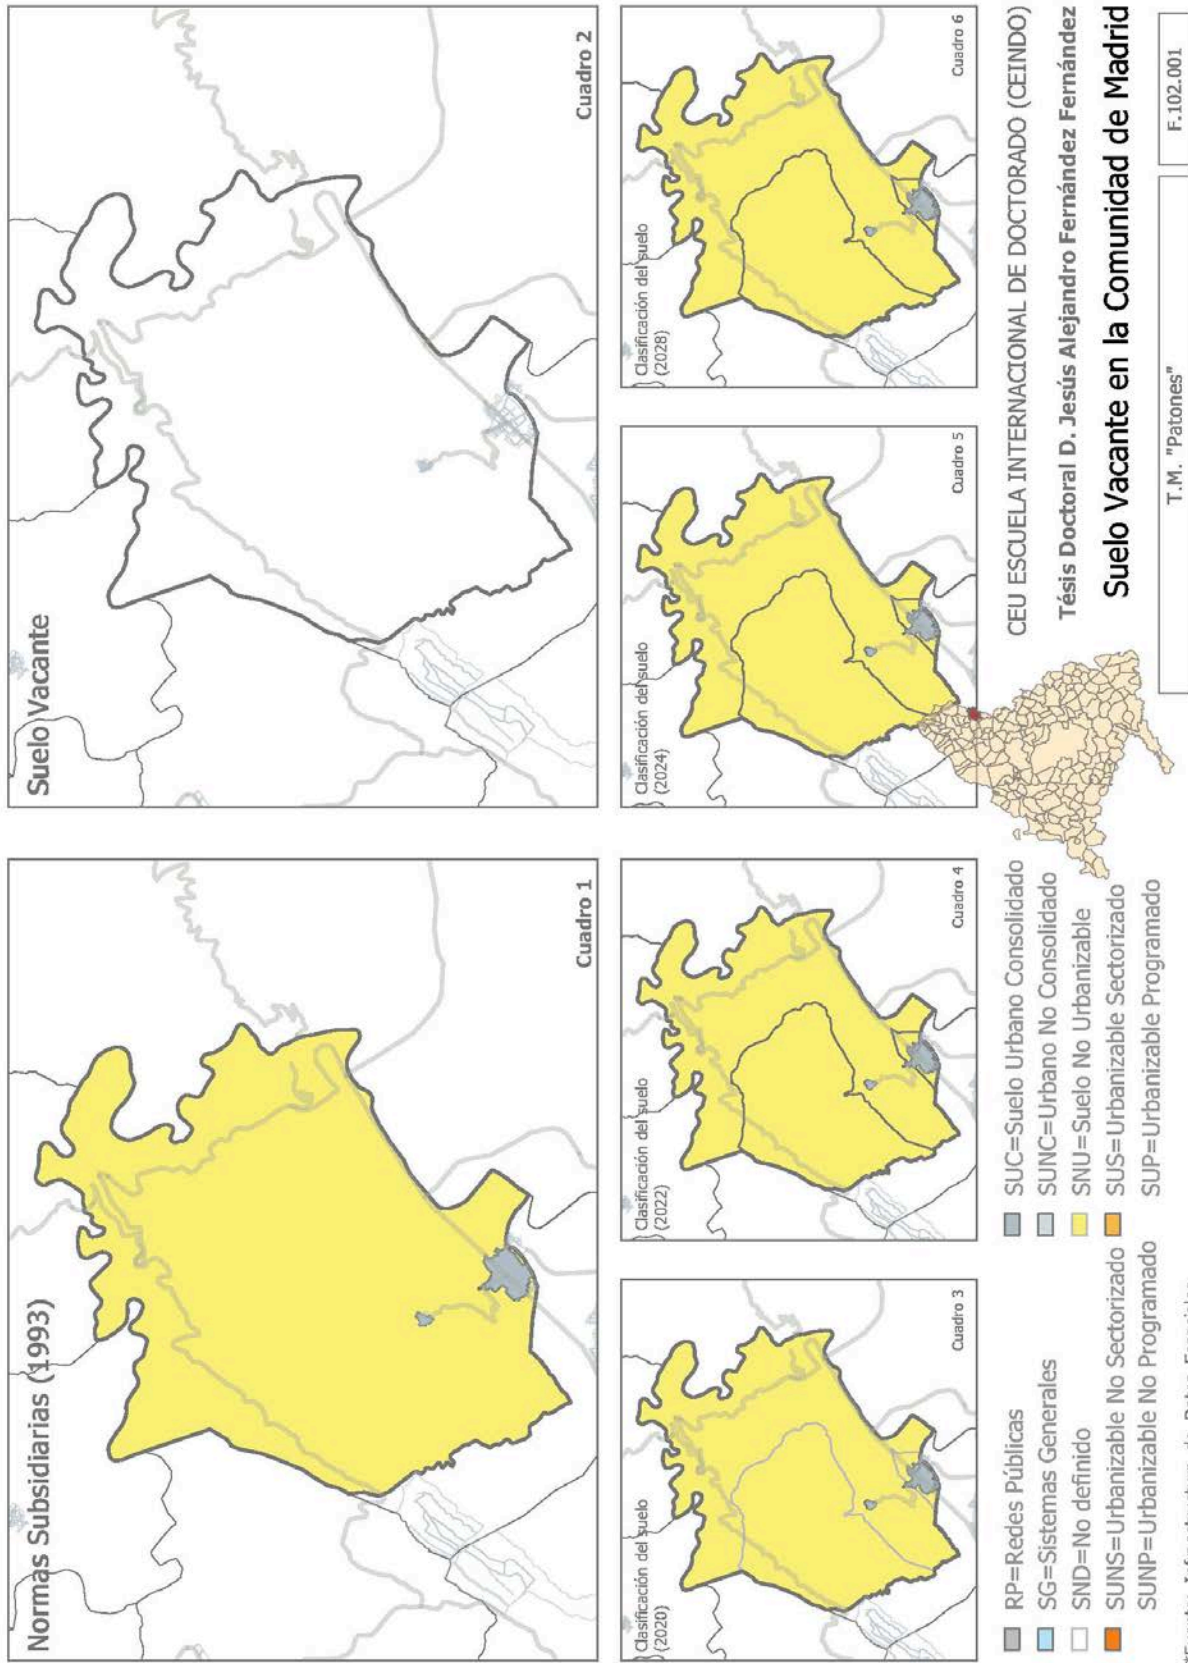 Normas Subsidiarias (1993)
Cuadro 1
Suelo Vacante
Cuadro 2
Clasificación del suelo
(2020)
Cuadro 3
Clasificación del suelo
(2022)
Cuadro 4
Clasificación del suelo
(2024)
Cuadro 5
Clasificación del suelo
(2028)
Cuadro 6
RP=Redes Públicas
SG=Sistemas Generales
SND=No definido
SUNS=Urbanizable No Sectorizado
SUNP=Urbanizable No Programado
SUC=Suelo Urbano Consolidado
SUNC=Urbano No Consolidado
SNU=Suelo No Urbanizable
SUS=Urbanizable Sectorizado
SUP=Urbanizable Programado
CEU ESCUELA INTERNACIONAL DE DOCTORADO (CEINDO)
Tésis Doctoral D. Jesús Alejandro Fernández Fernández
Suelo Vacante en la Comunidad de Madrid
T.M. "Patones"
F.102.001